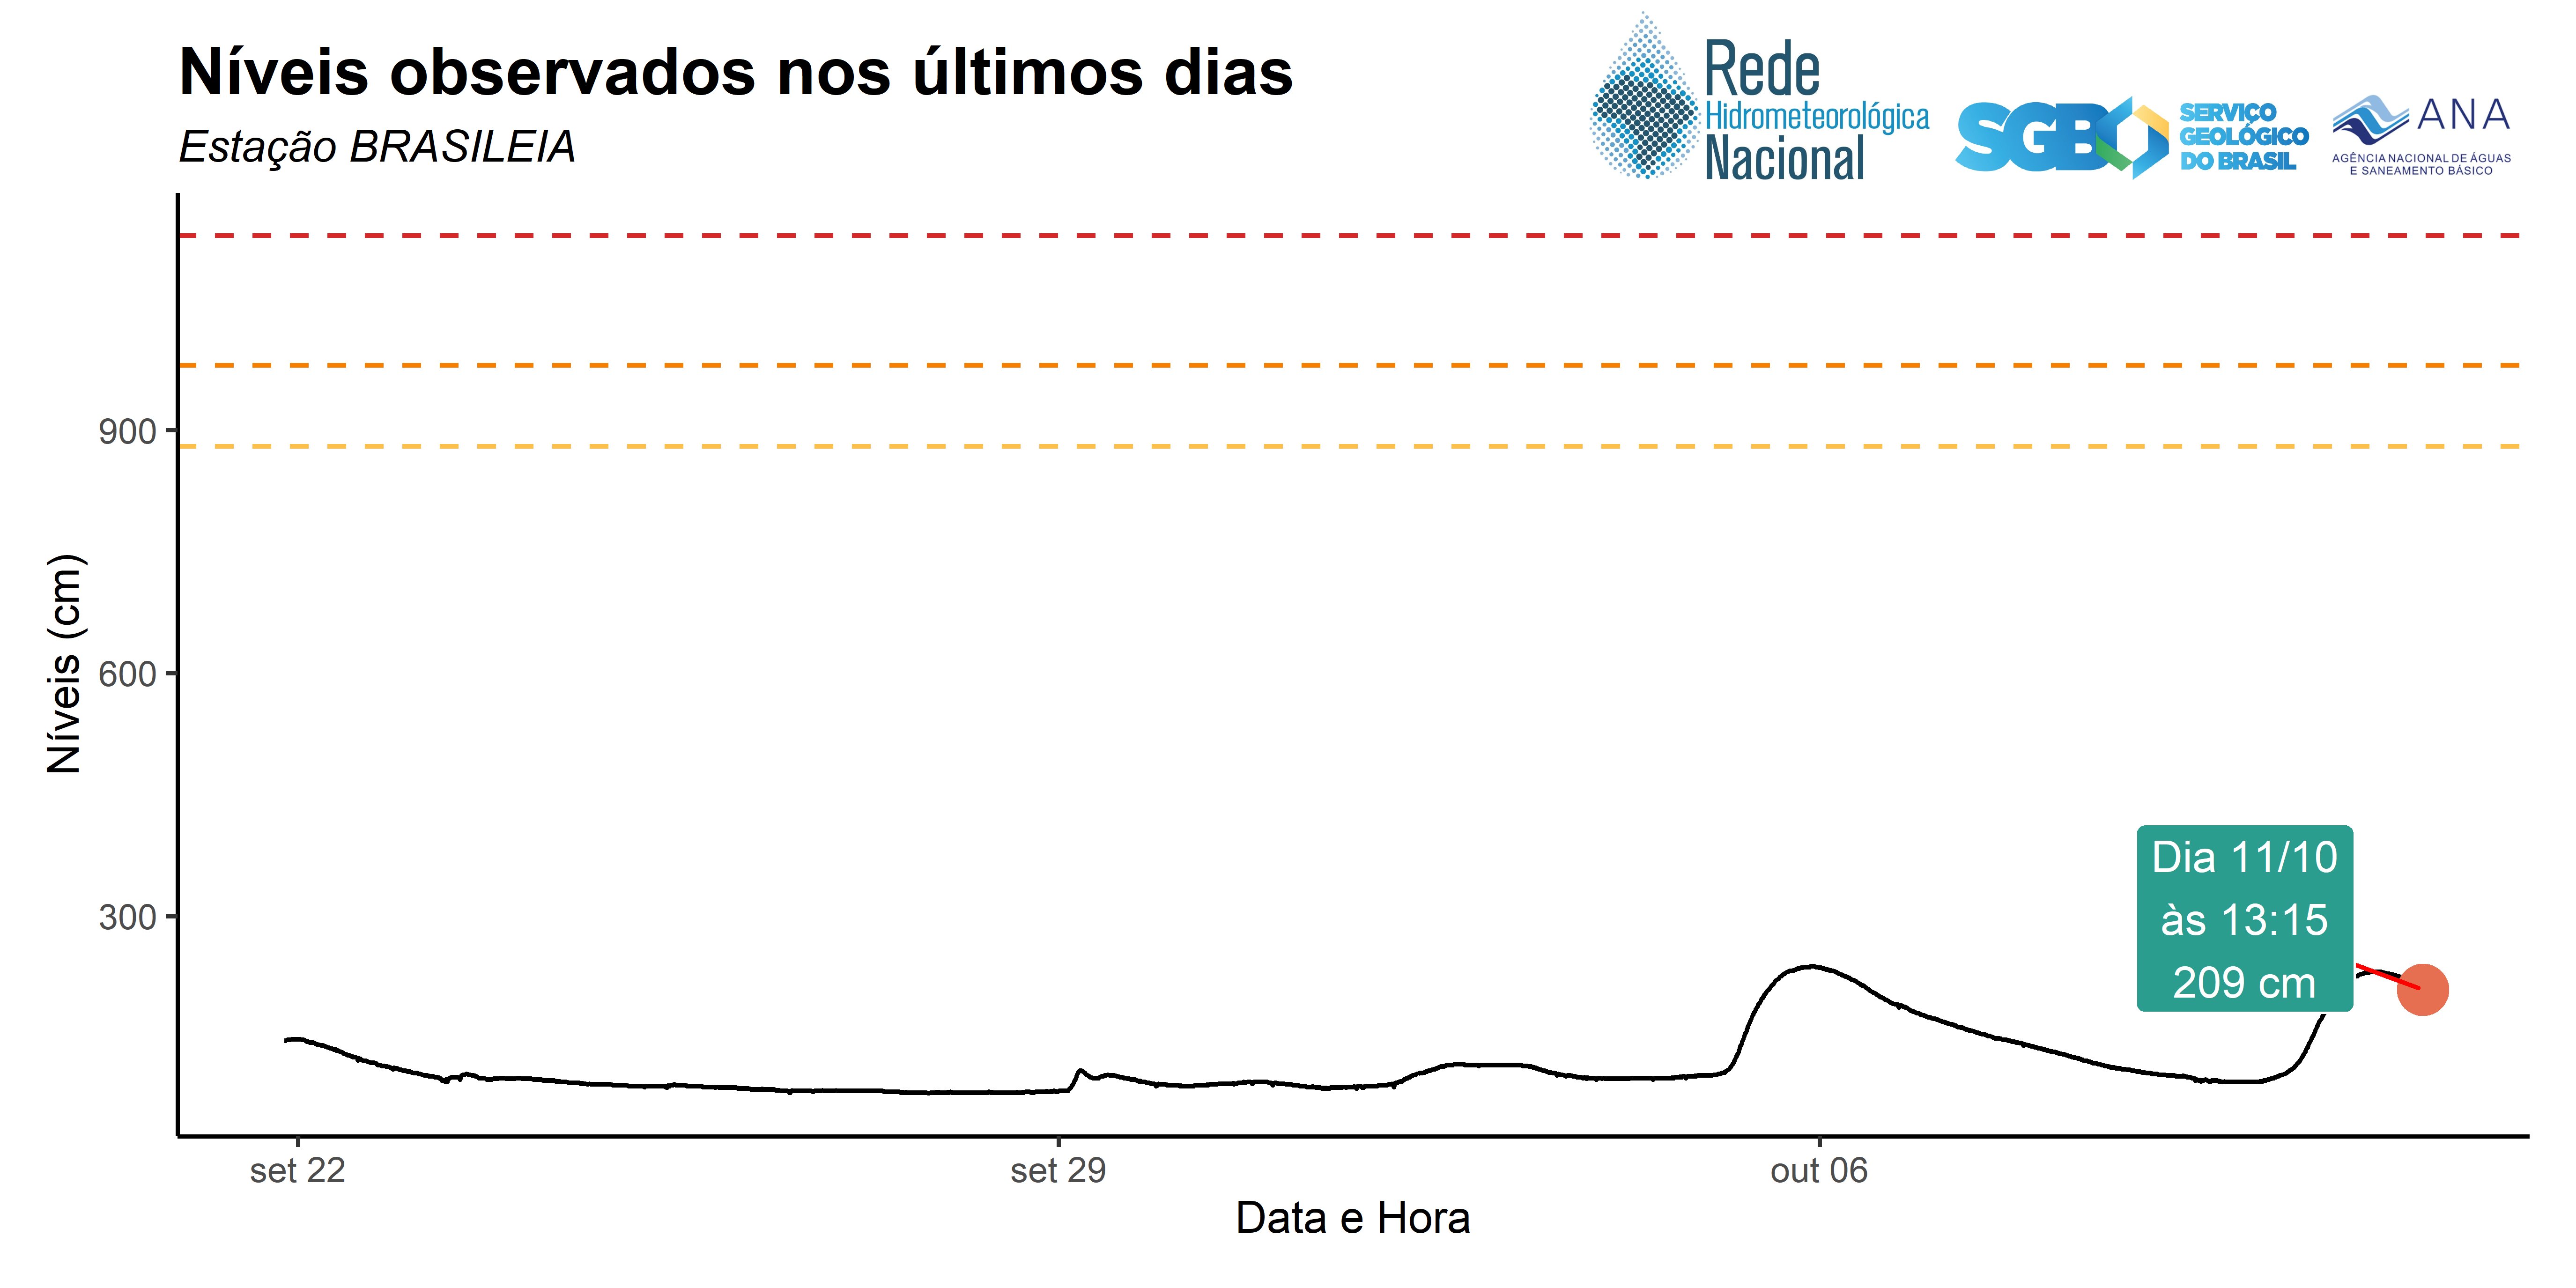 Níveis observados nos últimos dias
Estação BRASILEIA
Rede
Hidrometeorológica
Nacional
SGB
SERVIÇO
GEOLÓGICO
DO BRASIL
ANA
AGÊNCIA NACIONAL DE ÁGUAS
E SANEAMENTO BÁSICO
Níveis (cm)
900
600
300
Dia 11/10
às 13:15
209 cm
set 22
set 29
out 06
Data e Hora